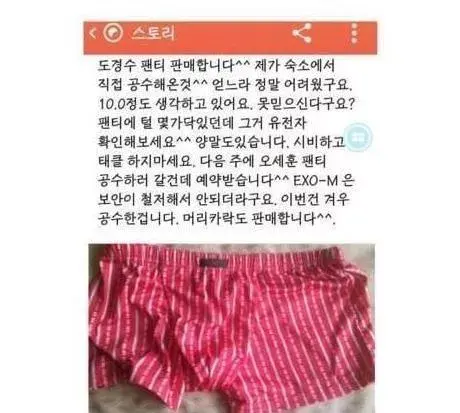 스토리
도경수 팬티 판매합니다^^ 제가 숙소에서
직접 공수해온것^^ 얻느라 정말 어려웠구요.
10.0정도 생각하고 있어요. 못믿으신다구요?
팬티에 털 몇가닥있던데 그거 유전자
확인해보세요^^ 양말도있습니다. 시비하고
태클 하지마세요. 다음 주에 오세훈 팬티
공수하러 갈건데 예약받습니다^^ EXO-M 은
보안이 철저해서 안되더라구요. 이번건 겨우
공수한겁니다. 머리카락도 판매합니다^^.